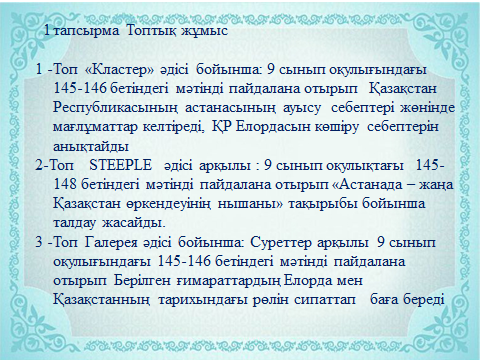 1 тапсырма Топтық жұмыс
1 -Топ «Кластер» әдісі бойынша: 9 сынып оқулығындағы
145-146 бетіндегі мәтінді пайдалана отырып Қазақстан
Республикасының астанасының ауысу себептері жөнінде
мағлұматтар келтіреді, ҚР Елордасын көшіру себептерін
анықтайды
2-Топ STEEPLE әдісі арқылы : 9 сынып оқулықтағы 145-
148 бетіндегі мәтінді пайдалана отырып «Астанада – жаңа
Қазақстан өркендеуінің нышаны» тақырыбы бойынша
талдау жасайды.
3 -Топ Галерея әдісі бойынша: Суреттер арқылы 9 сынып
оқулығындағы 145-146 бетіндегі мәтінді пайдалана
отырып Берілген ғимараттардың Елорда мен
Қазақстанның тарихындағы рөлін сипаттап баға береді